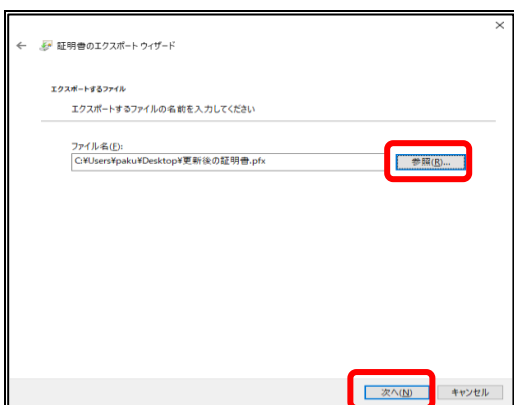 証明書のエクスポート ウィザード
エクスポートするファイル
エクスポートするファイルの名前を入力してください
ファイル名(F):
C:¥Users¥paku¥Desktop¥更新後の証明書.pfx
参照(R)...
次へ(N) キャンセル